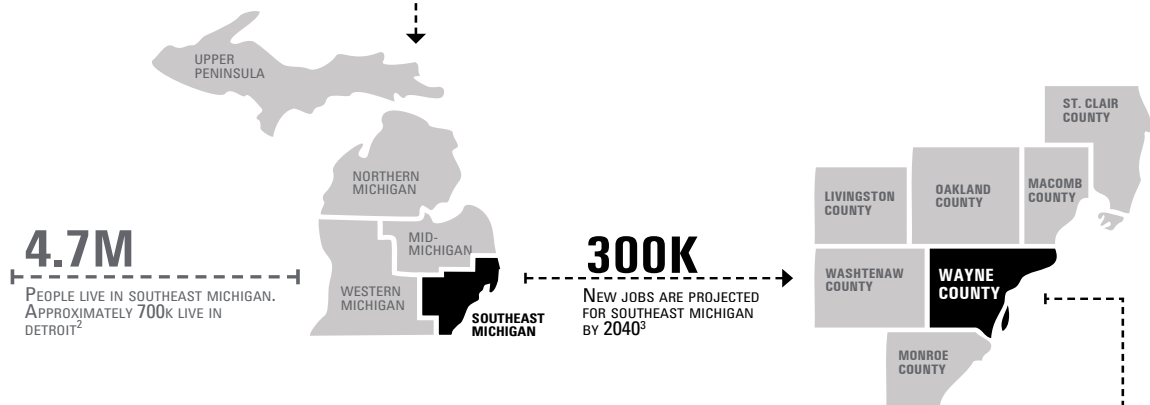 UPPER
PENINSULA
NORTHERN
MICHIGAN
MID-
MICHIGAN
WESTERN
MICHIGAN
SOUTHEAST
MICHIGAN
4.7M
PEOPLE LIVE IN SOUTHEAST MICHIGAN.
APPROXIMATELY 700K LIVE IN
DETROIT²
300K
NEW JOBS ARE PROJECTED
FOR SOUTHEAST MICHIGAN
BY 2040³
ST. CLAIR
COUNTY
LIVINGSTON
COUNTY
OAKLAND
COUNTY
MACOMB
COUNTY
WASHTENAW
COUNTY
WAYNE
COUNTY
MONROE
COUNTY